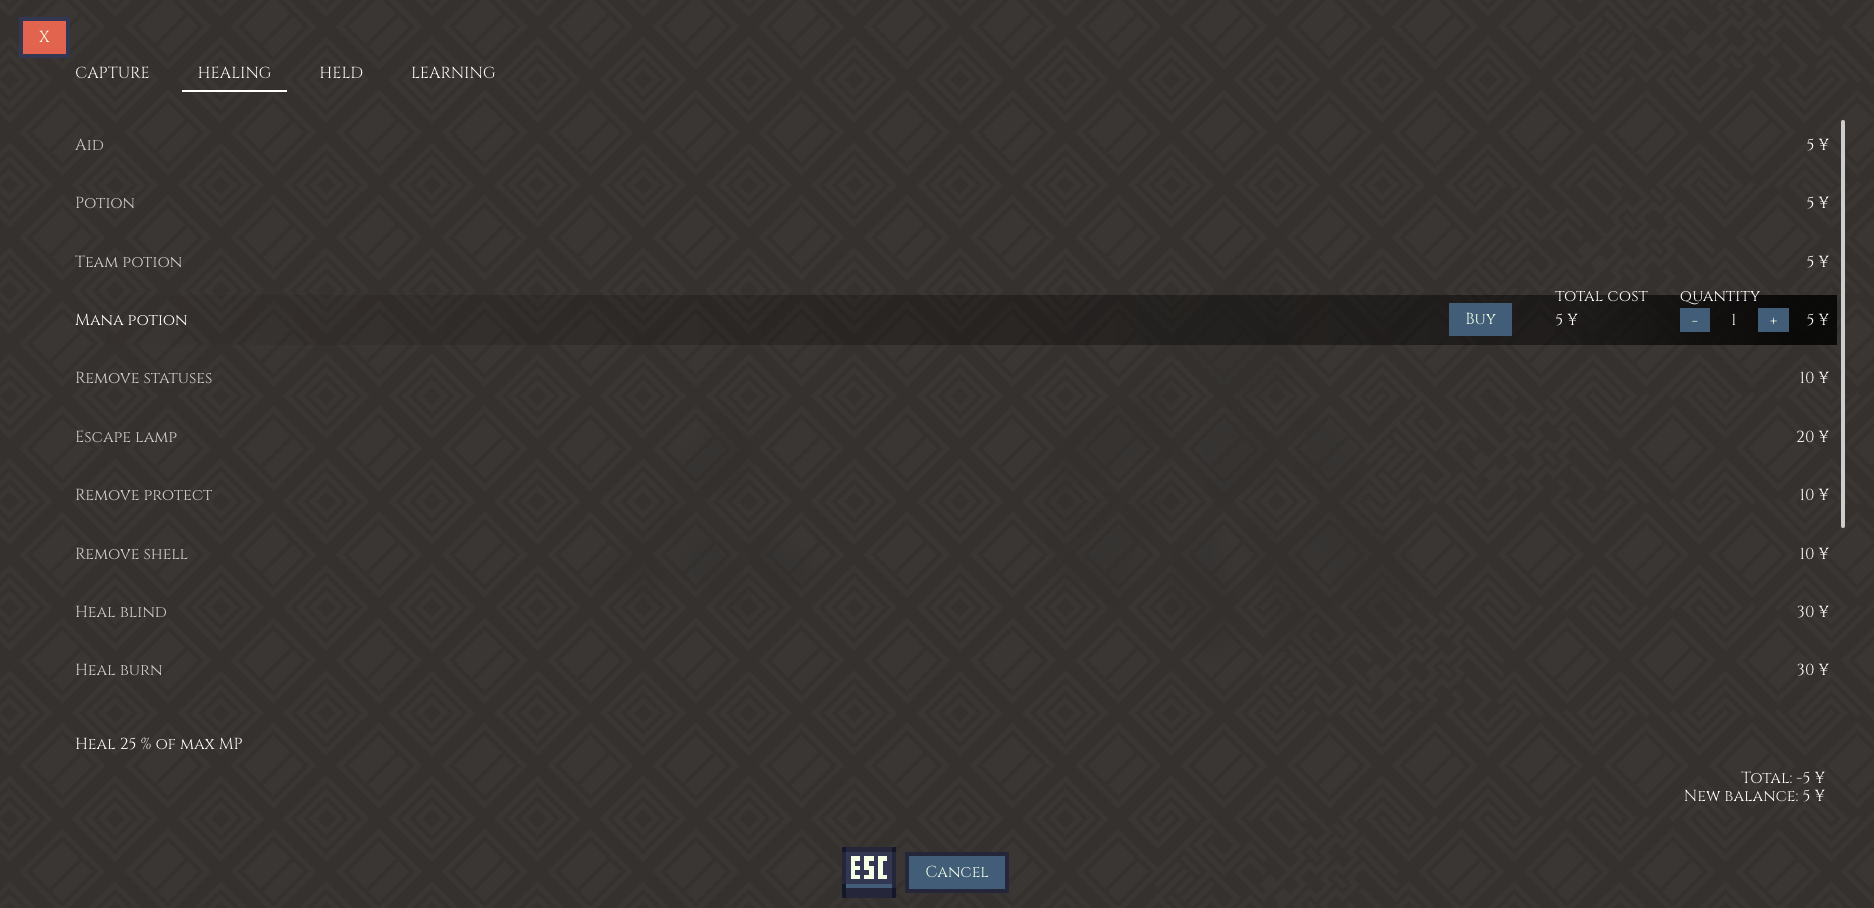 X
CAPTURE HEALING HELD LEARNING
Aid 5 ¥
Potion 5 ¥
Team potion 5 ¥
Total cost Quantity
Mana potion Buy 5 ¥ - 1 + 5 ¥
Remove statuses 10 ¥
Escape lamp 20 ¥
Remove protect 10 ¥
Remove shell 10 ¥
Heal blind 30 ¥
Heal burn 30 ¥
Heal 25 % of max MP
Total: -5 ¥
New balance: 5 ¥
ESC Cancel